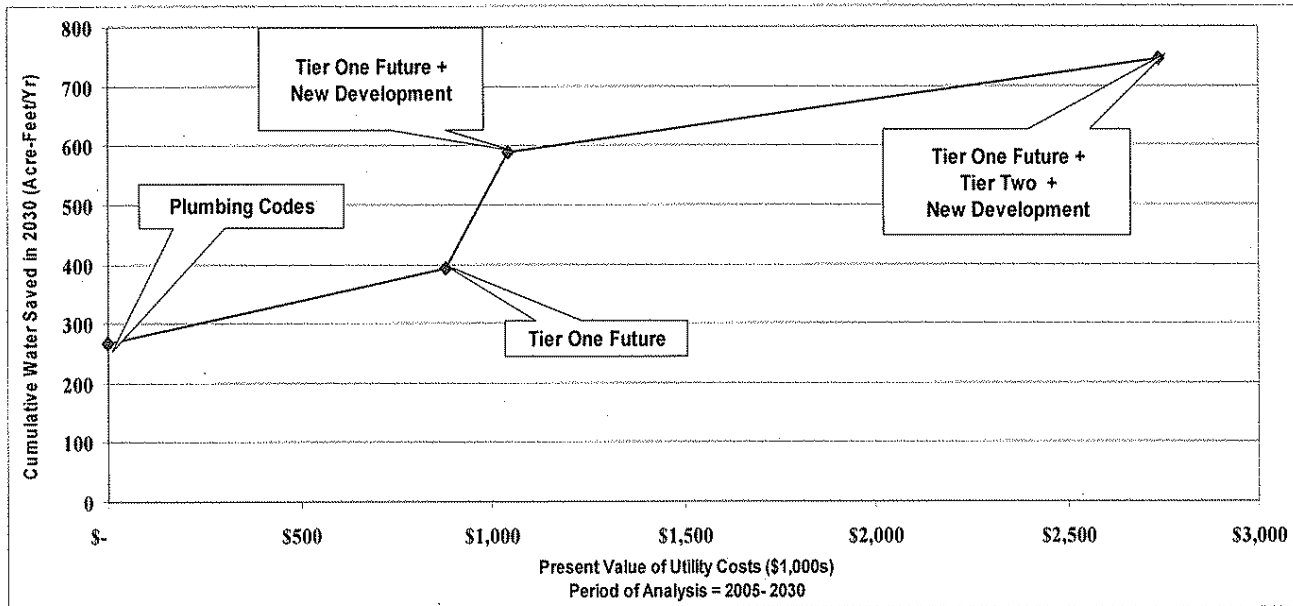 800
700
600
500
400
300
200
100
0
Cumulative Water Saved in 2030 (Acre-Feet/Yr)
Tier One Future +
New Development
Plumbing Codes
Tier One Future
Tier One Future +
Tier Two +
New Development
$- $500 $1,000 $1,500 $2,000 $2,500 $3,000
Present Value of Utility Costs ($1,000s)
Period of Analysis = 2005-2030